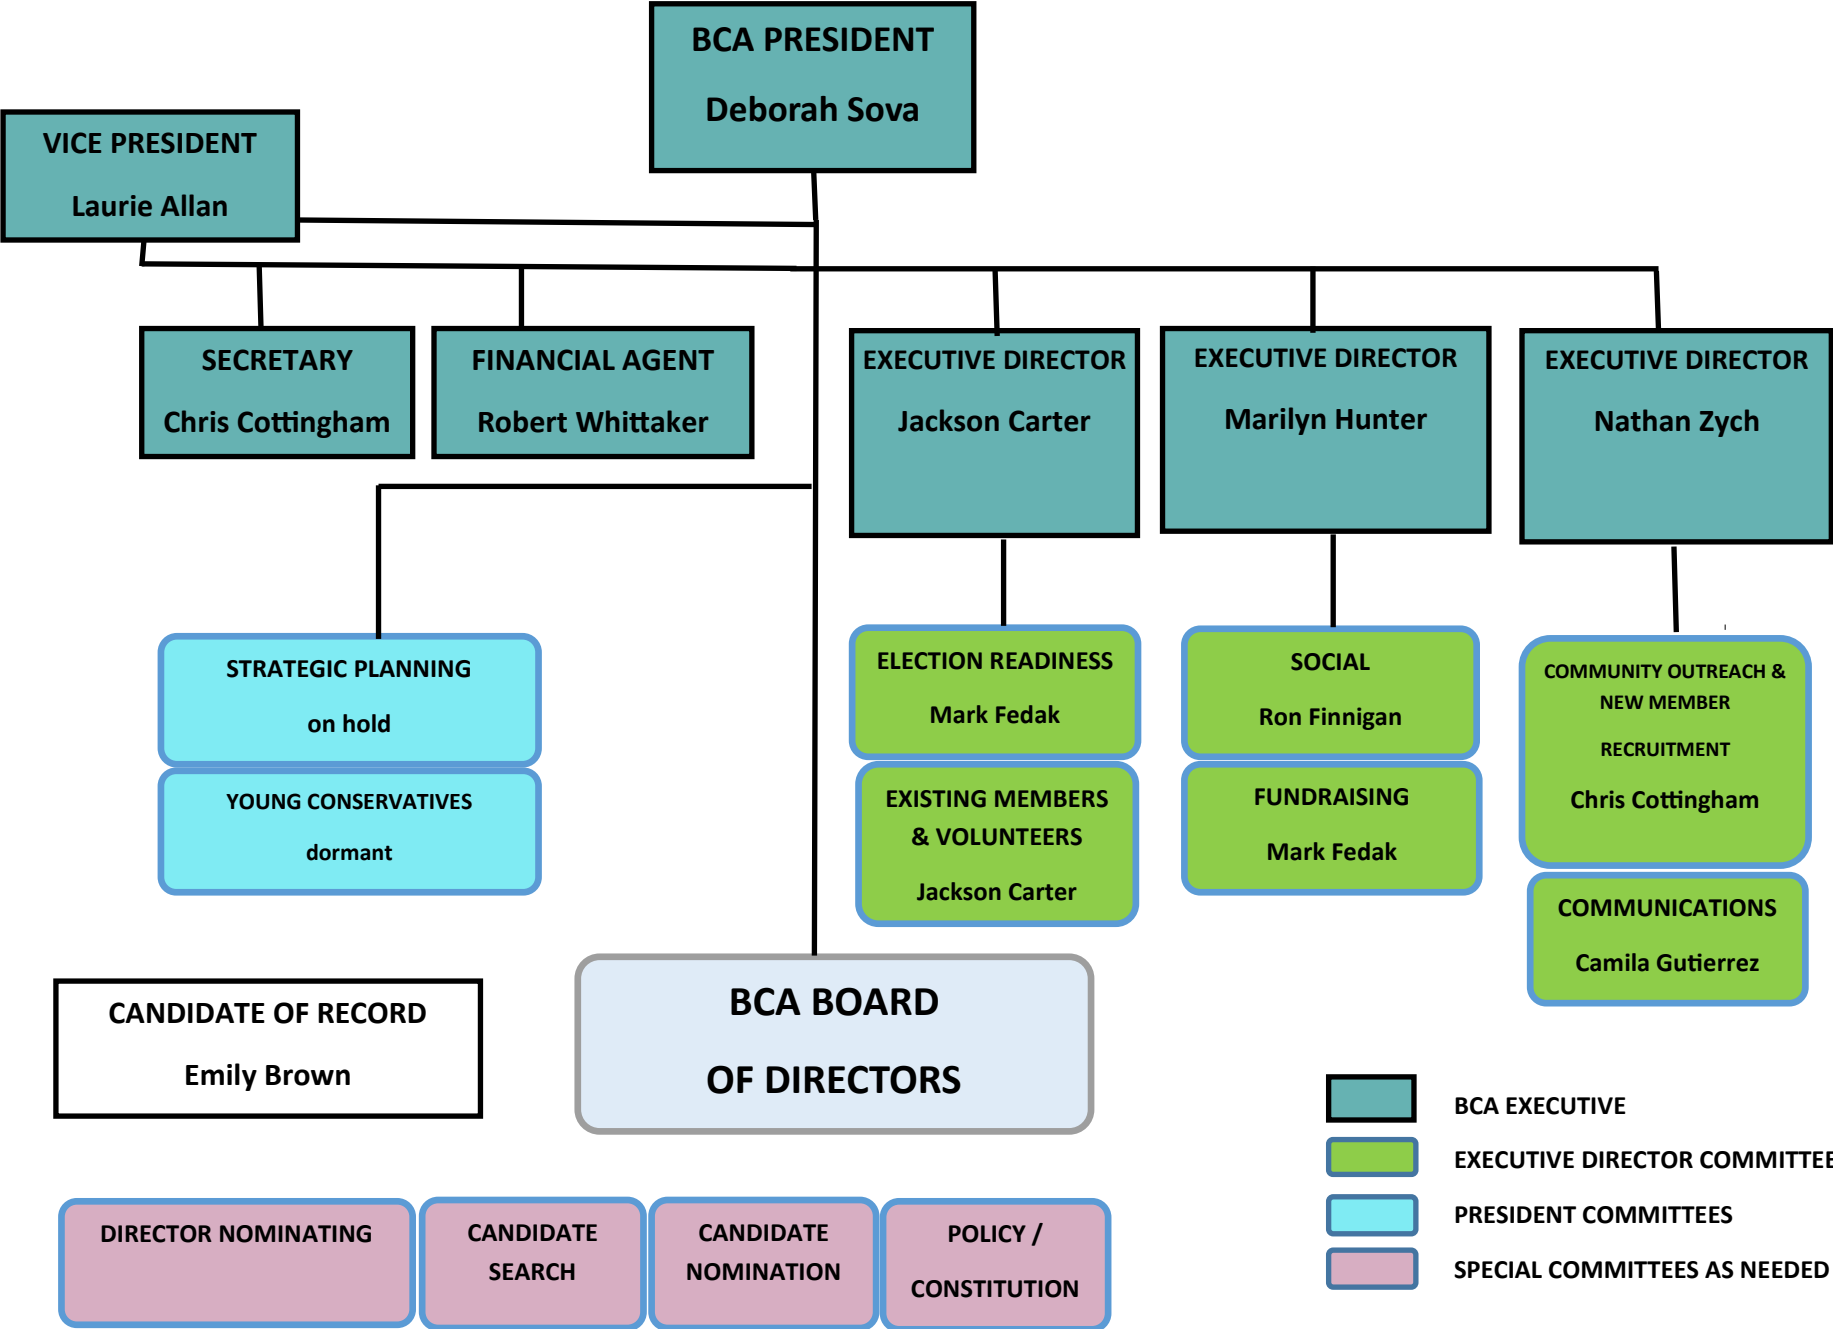 BCA PRESIDENT
Deborah Sova
VICE PRESIDENT
Laurie Allan
SECRETARY
Chris Cottingham
FINANCIAL AGENT
Robert Whittaker
EXECUTIVE DIRECTOR
Jackson Carter
EXECUTIVE DIRECTOR
Marilyn Hunter
EXECUTIVE DIRECTOR
Nathan Zych
STRATEGIC PLANNING
on hold
YOUNG CONSERVATIVES
dormant
ELECTION READINESS
Mark Fedak
EXISTING MEMBERS
& VOLUNTEERS
Jackson Carter
SOCIAL
Ron Finnigan
FUNDRAISING
Mark Fedak
COMMUNITY OUTREACH &
NEW MEMBER
RECRUITMENT
Chris Cottingham
COMMUNICATIONS
Camila Gutierrez
CANDIDATE OF RECORD
Emily Brown
BCA BOARD
OF DIRECTORS
BCA EXECUTIVE
EXECUTIVE DIRECTOR COMMITTEE
PRESIDENT COMMITTEES
SPECIAL COMMITTEES AS NEEDED
DIRECTOR NOMINATING
CANDIDATE
SEARCH
CANDIDATE
NOMINATION
POLICY /
CONSTITUTION